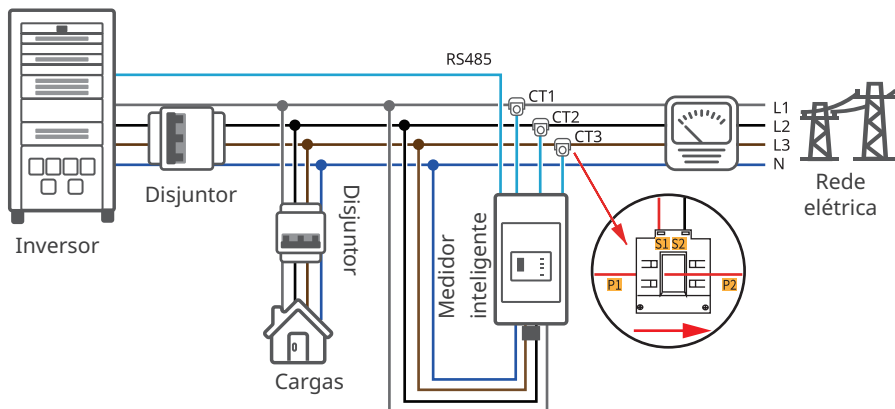 RS485
CT1
CT2
CT3
L1
L2
L3
N
Rede
elétrica
Disjuntor
Inversor
Disjuntor
Medidor
inteligente
Cargas
S1 S2
P1
P2